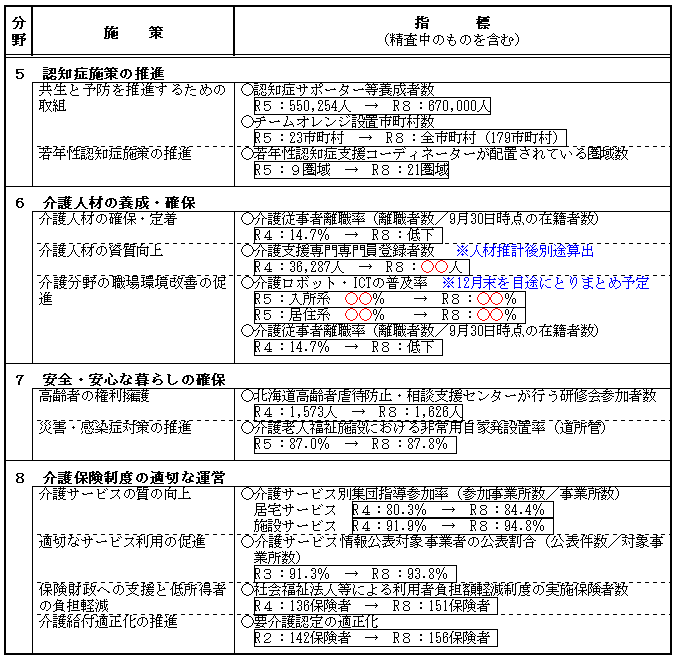 分野 施　　策 指　　　標
（精査中のものを含む）
５　認知症施策の推進
共生と予防を推進するための取組
○認知症サポーター等養成者数
R５：550,254人　→　R８：670,000人
○チームオレンジ設置市町村数
R５：23市町村　→　R８：全市町村（179市町村）
若年性認知症施策の推進
○若年性認知症支援コーディネーターが配置されている圏域数
R５：９圏域　→　R８：21圏域
６　介護人材の養成・確保
介護人材の確保・定着
○介護従事者離職率（離職者数／9月30日時点の在籍者数）
R４：14.7%　→　R８：低下
介護人材の資質向上
○介護支援専門専門員登録者数　※人材推計後別途算出
R４：36,287人　→　R８：○○人
介護分野の職場環境改善の促進
○介護ロボット・ICTの普及率　※12月末を目途にとりまとめ予定
R５：入所系　○○%　→　R８：○○%
R５：居住系　○○%　→　R８：○○%
○介護従事者離職率（離職者数／9月30日時点の在籍者数）
R４：14.7%　→　R８：低下
７　安全・安心な暮らしの確保
高齢者の権利擁護
○北海道高齢者虐待防止・相談支援センターが行う研修会参加者数
R４：1,573人　→　R８：1,626人
災害・感染症対策の推進
○介護老人福祉施設における非常用自家発設置率（道所管）
R５：87.0%　→　R８：87.8%
８　介護保険制度の適切な運営
介護サービスの質の向上
○介護サービス別集団指導参加率（参加事業所数／事業所数）
居宅サービス　R４：80.3%　→　R８：84.4%
施設サービス　R４：91.9%　→　R８：94.8%
適切なサービス利用の促進
○介護サービス情報公表対象事業者の公表割合（公表件数／対象事
業所数）
R３：91.3%　→　R８：93.8%
保険財政への支援と低所得者
の負担軽減
○社会福祉法人等による利用者負担額軽減制度の実施保険者数
R４：136保険者　→　R８：151保険者
介護給付適正化の推進
○要介護認定の適正化
R２：142保険者　→　R８：156保険者